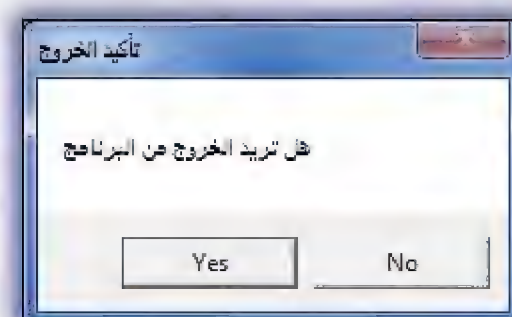 تأكيد الخروج
هل تريد الخروج من البرنامج
Yes
No